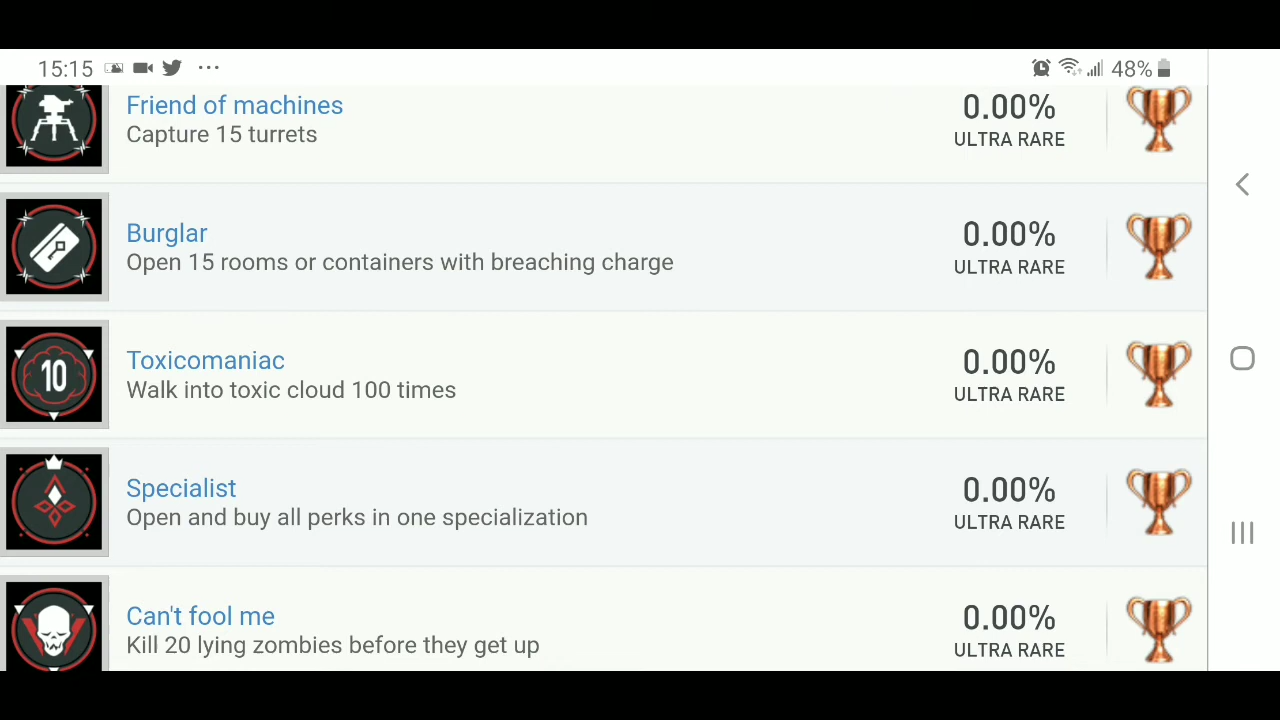 15:15
48%
Friend of machines
Capture 15 turrets
0.00%
ULTRA RARE
Burglar
Open 15 rooms or containers with breaching charge
0.00%
ULTRA RARE
10
Toxicomaniac
Walk into toxic cloud 100 times
0.00%
ULTRA RARE
Specialist
Open and buy all perks in one specialization
0.00%
ULTRA RARE
Can't fool me
Kill 20 lying zombies before they get up
0.00%
ULTRA RARE